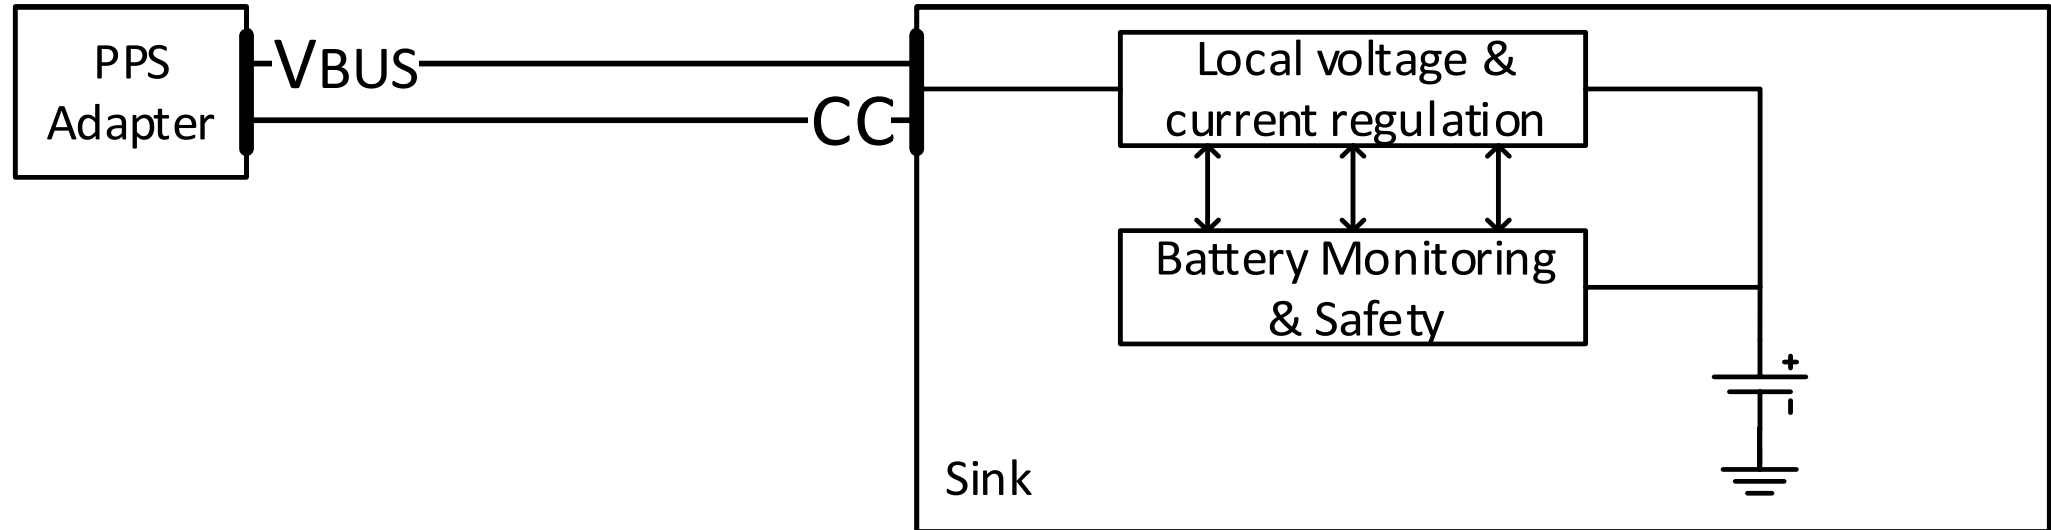 PPS
Adapter
VBUS
CC
Local voltage &
current regulation
Battery Monitoring
& Safety
+
-
Sink